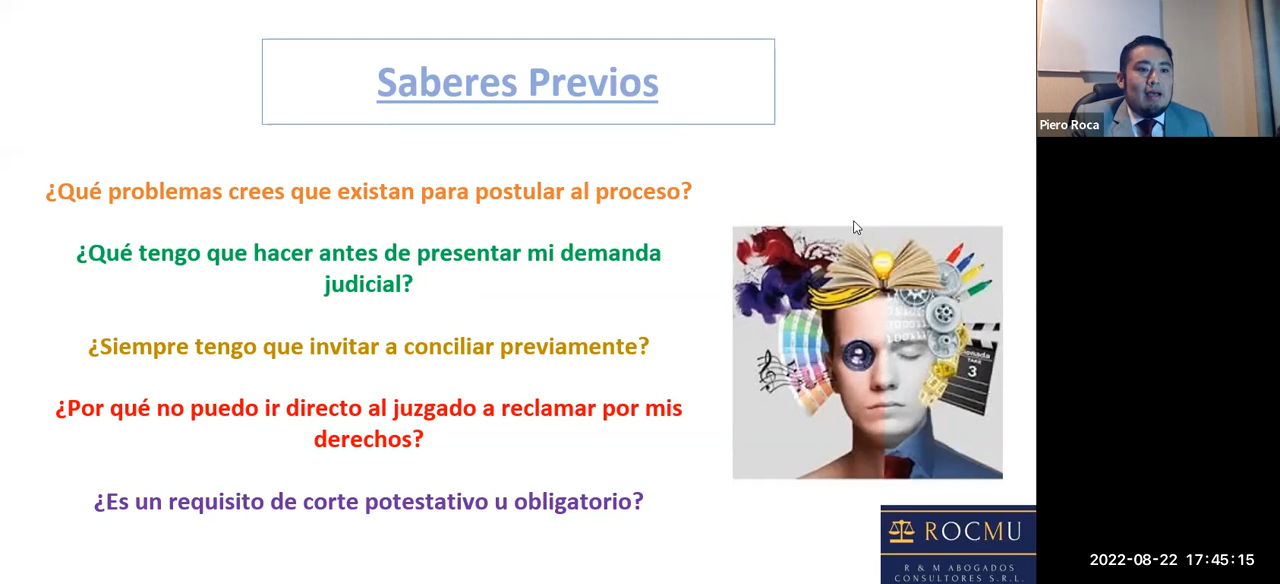 Saberes Previos
¿Qué problemas crees que existan para postular al proceso?
¿Qué tengo que hacer antes de presentar mi demanda
judicial?
¿Siempre tengo que invitar a conciliar previamente?
¿Por qué no puedo ir directo al juzgado a reclamar por mis
derechos?
¿Es un requisito de corte potestativo u obligatorio?
3
ROCMU
R & M ABOGADOS
CONSULTORES S.R.L.
Piero Roca
2022-08-22 17:45:15